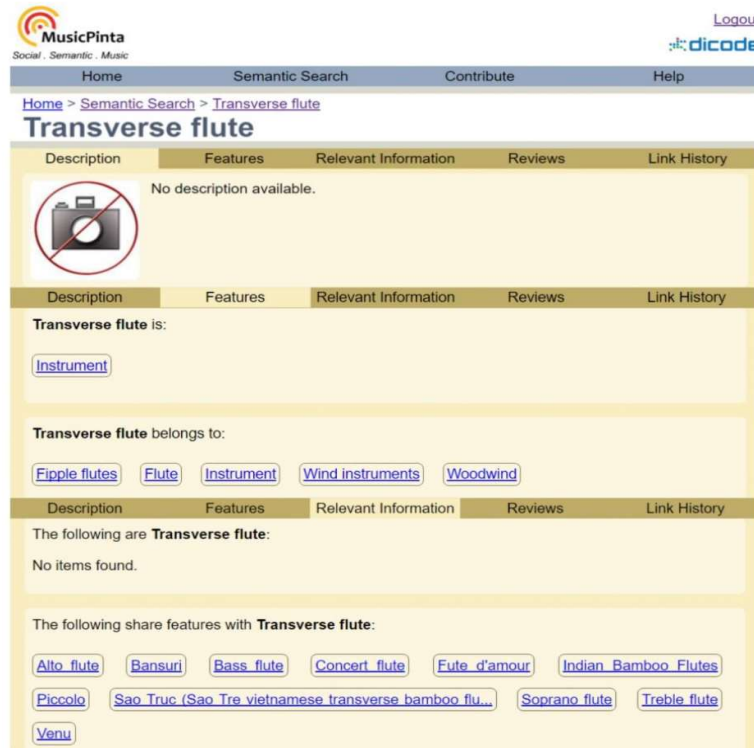 Logou
MusicPinta
Social . Semantic . Music
dicode
Home Semantic Search Contribute Help
Home > Semantic Search > Transverse flute
Transverse flute
Description Features Relevant Information Reviews Link History
No description available.
Description Features Relevant Information Reviews Link History
Transverse flute is:
Instrument
Transverse flute belongs to:
Fipple flutes Flute Instrument Wind instruments Woodwind
Description Features Relevant Information Reviews Link History
The following are Transverse flute:
No items found.
The following share features with Transverse flute:
Alto flute Bansuri Bass flute Concert flute Fute d'amour Indian Bamboo Flutes
Piccolo Sao Truc (Sao Tre vietnamese transverse bamboo flu... Soprano flute Treble flute
Venu